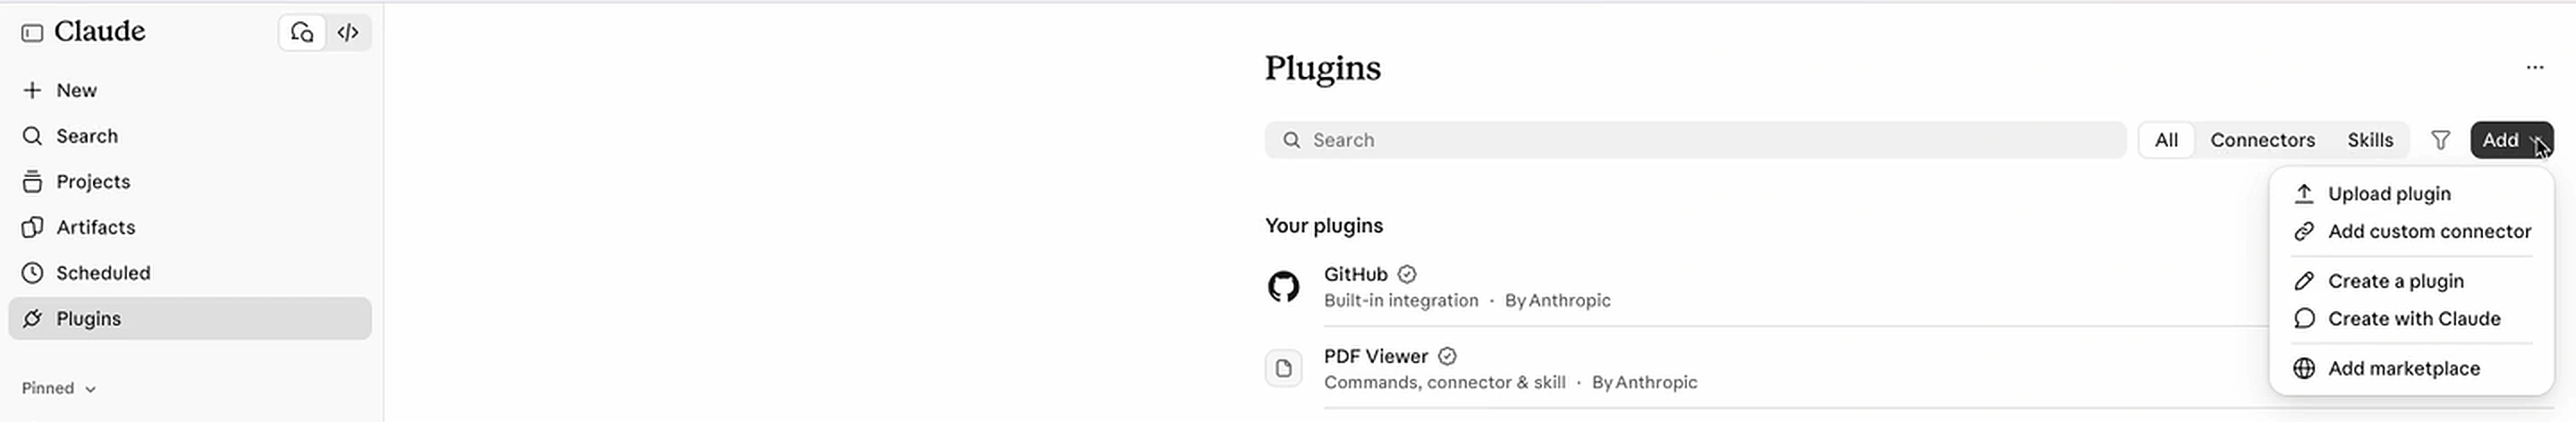 Claude
New
Search
Projects
Artifacts
Scheduled
Plugins
Pinned
Plugins
Search
All Connectors Skills Add
Upload plugin
Add custom connector
Create a plugin
Create with Claude
Add marketplace
Your plugins
GitHub
Built-in integration · By Anthropic
PDF Viewer
Commands, connector & skill · By Anthropic